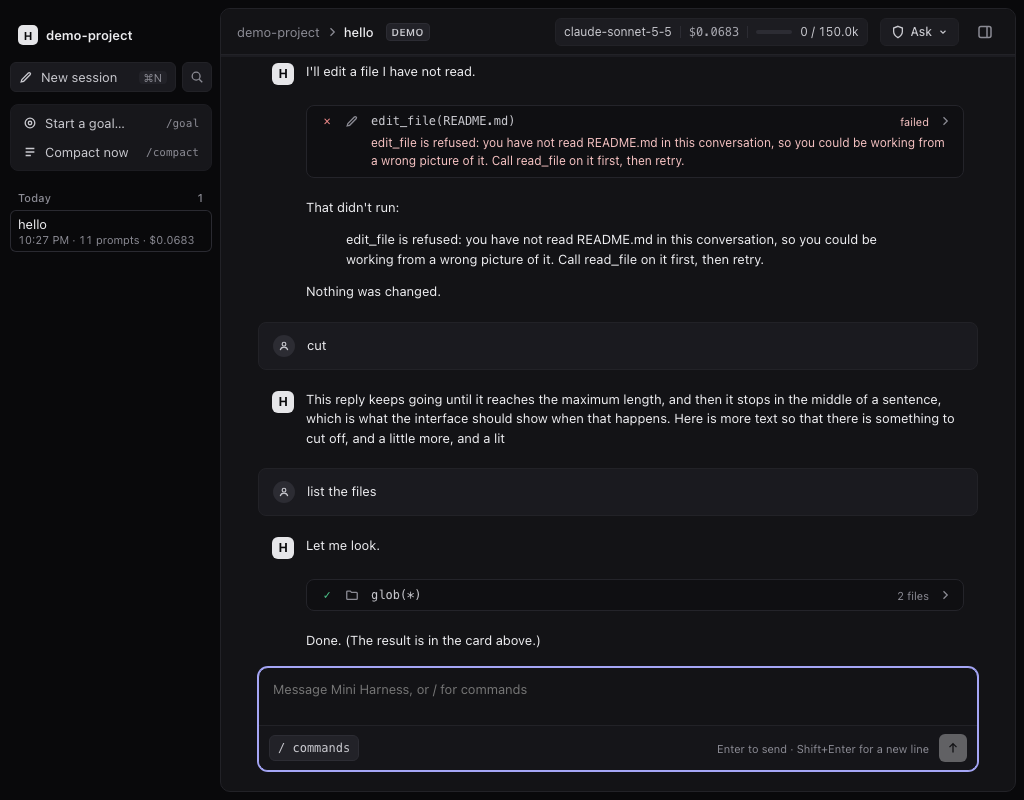 H demo-project
New session ⌘N
Start a goal... /goal
Compact now /compact
Today 1
hello
10:27 PM · 11 prompts · $0.0683
demo-project > hello DEMO
claude-sonnet-5-5 $0.0683 0 / 150.0k
Ask
H I'll edit a file I have not read.
× edit_file(README.md) failed
edit_file is refused: you have not read README.md in this conversation, so you could be working from
a wrong picture of it. Call read_file on it first, then retry.
That didn't run:
edit_file is refused: you have not read README.md in this conversation, so you could be
working from a wrong picture of it. Call read_file on it first, then retry.
Nothing was changed.
cut
H This reply keeps going until it reaches the maximum length, and then it stops in the middle of a sentence,
which is what the interface should show when that happens. Here is more text so that there is something to
cut off, and a little more, and a lit
list the files
H Let me look.
✓ glob(*) 2 files
Done. (The result is in the card above.)
Message Mini Harness, or / for commands
/ commands
Enter to send · Shift+Enter for a new line